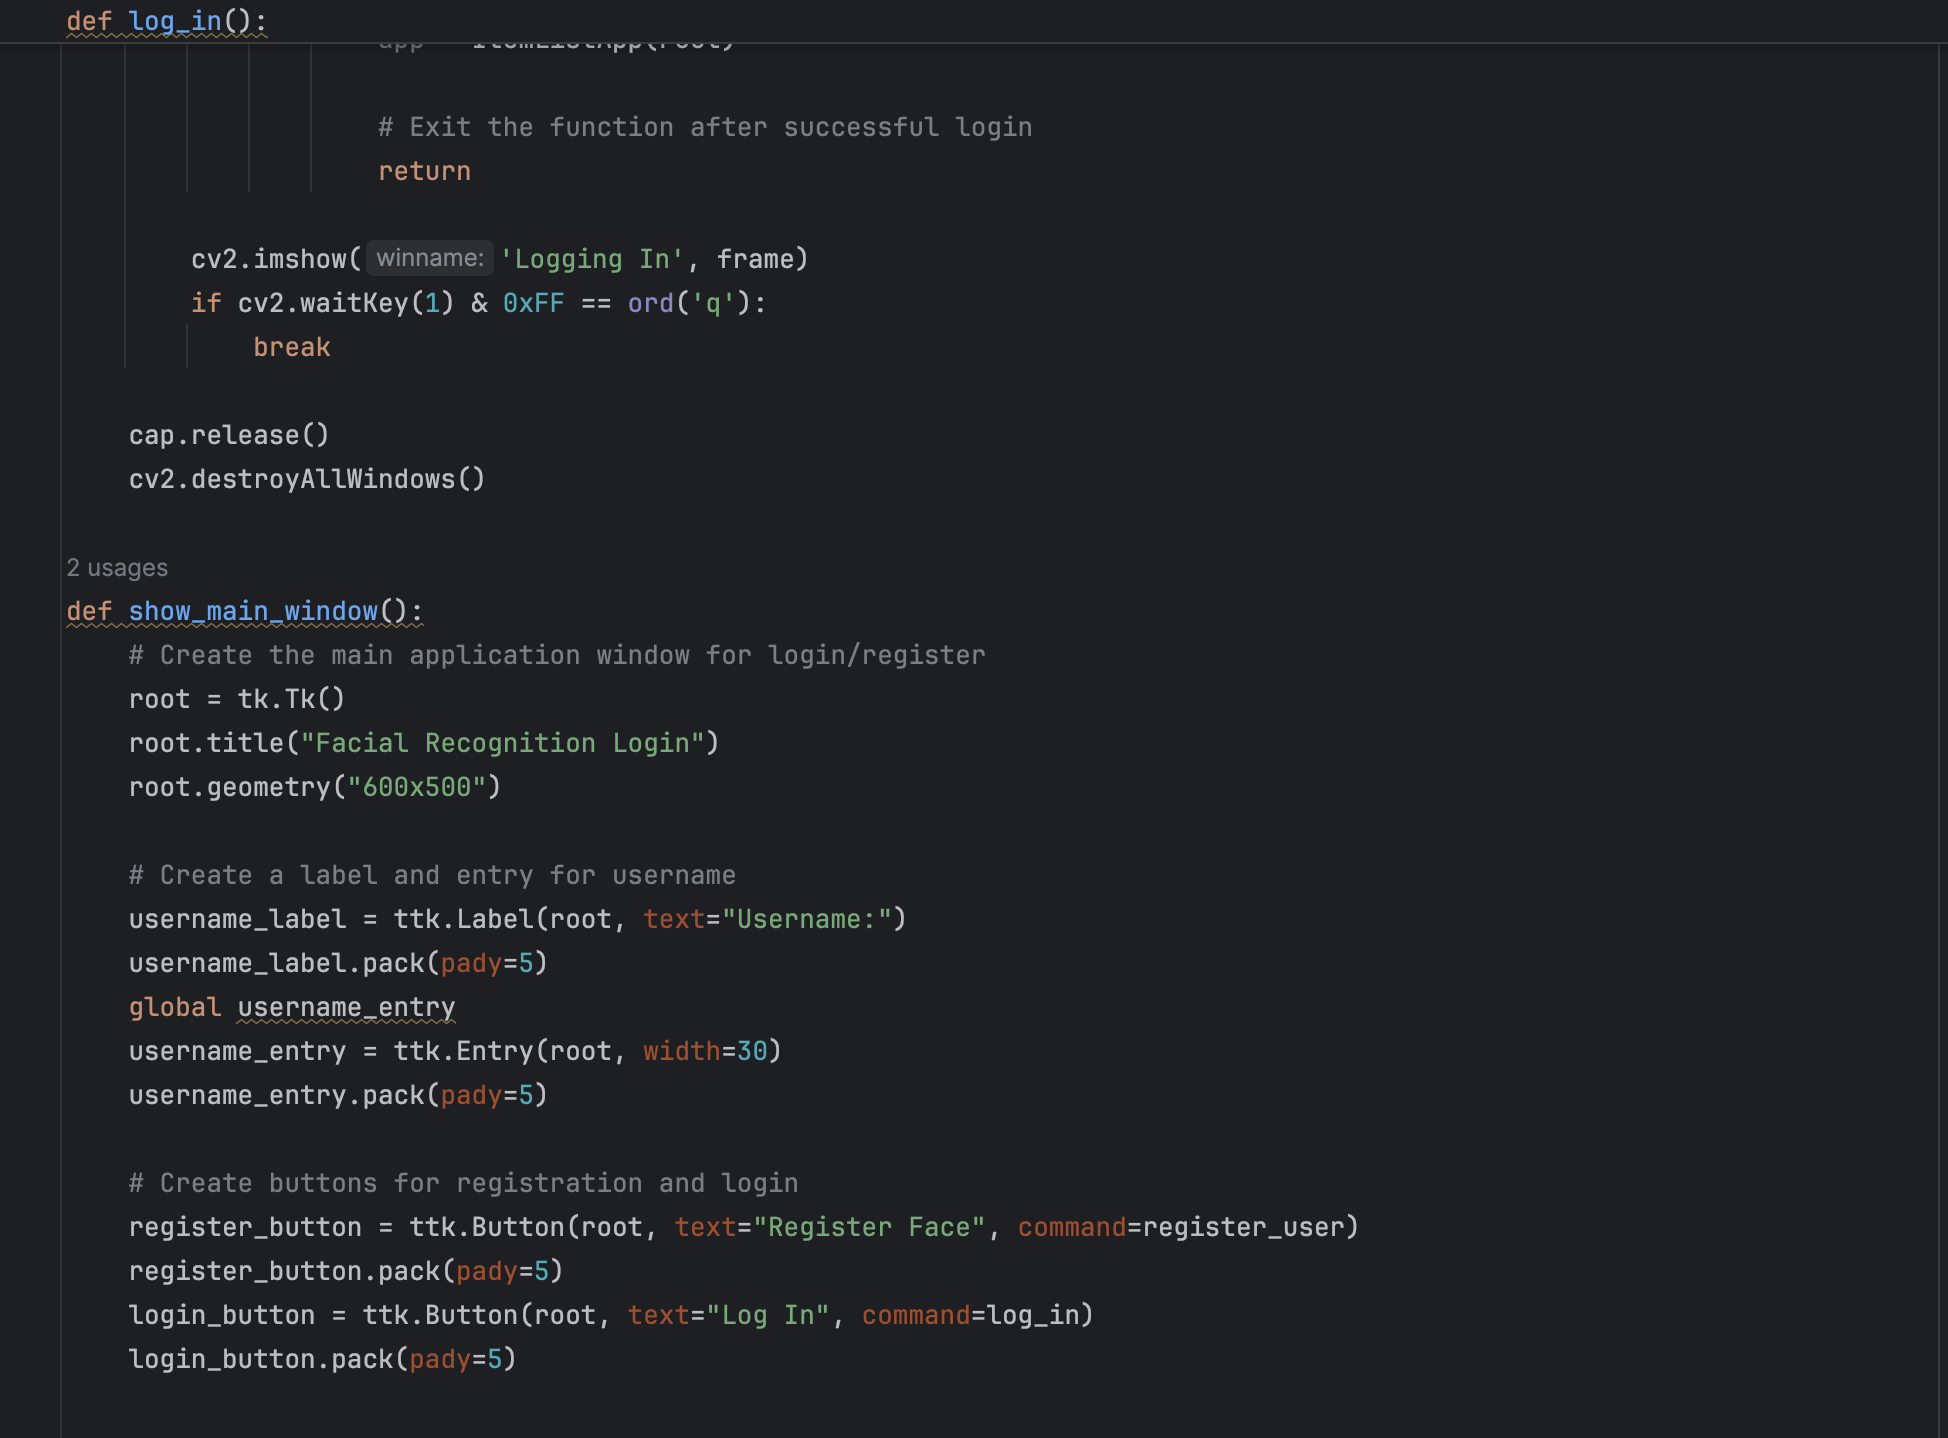 def log_in():
app = ItemListApp(root)
# Exit the function after successful login
return
cv2.imshow( winname: 'Logging In', frame)
if cv2.waitKey(1) & 0xFF == ord('q'):
break
cap.release()
cv2.destroyAllWindows()
2 usages
def show_main_window():
# Create the main application window for login/register
root = tk.Tk()
root.title("Facial Recognition Login")
root.geometry("600x500")
# Create a label and entry for username
username_label = ttk.Label(root, text="Username:")
username_label.pack(pady=5)
global username_entry
username_entry = ttk.Entry(root, width=30)
username_entry.pack(pady=5)
# Create buttons for registration and login
register_button = ttk.Button(root, text="Register Face", command=register_user)
register_button.pack(pady=5)
login_button = ttk.Button(root, text="Log In", command=log_in)
login_button.pack(pady=5)